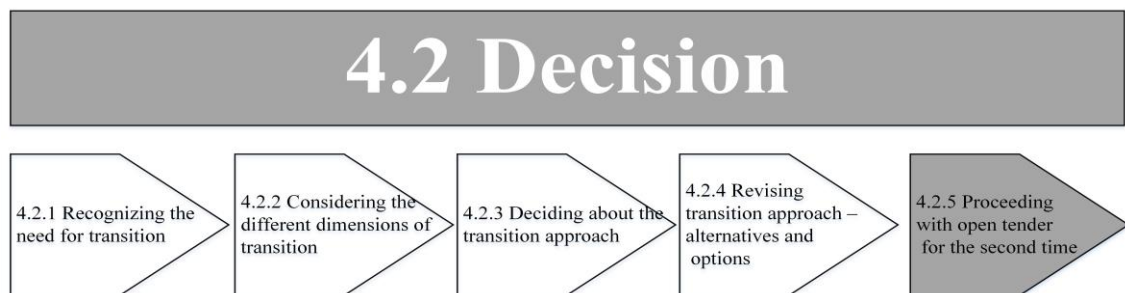 4.2 Decision
4.2.1 Recognizing the
need for transition
4.2.2 Considering the
different dimensions of
transition
4.2.3 Deciding about the
transition approach
4.2.4 Revising
transition approach –
alternatives and
options
4.2.5 Proceeding
with open tender
for the second time